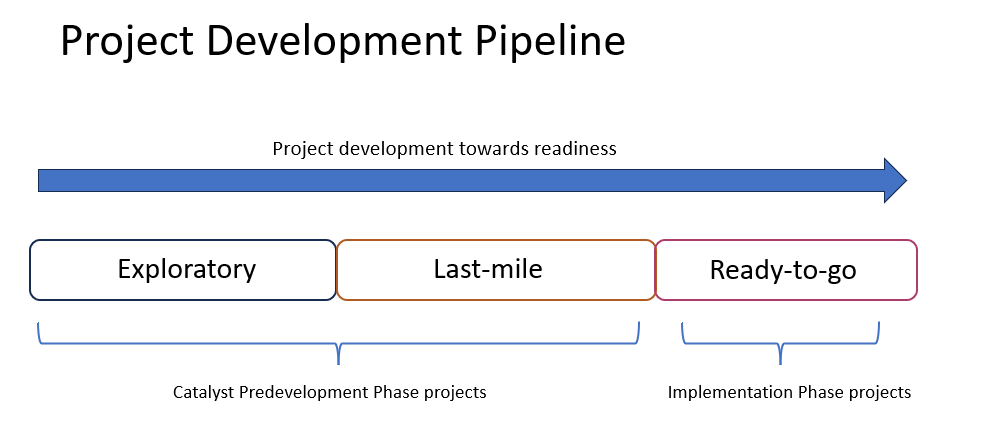 Project Development Pipeline
Project development towards readiness
Exploratory
Last-mile
Ready-to-go
Catalyst Predevelopment Phase projects
Implementation Phase projects